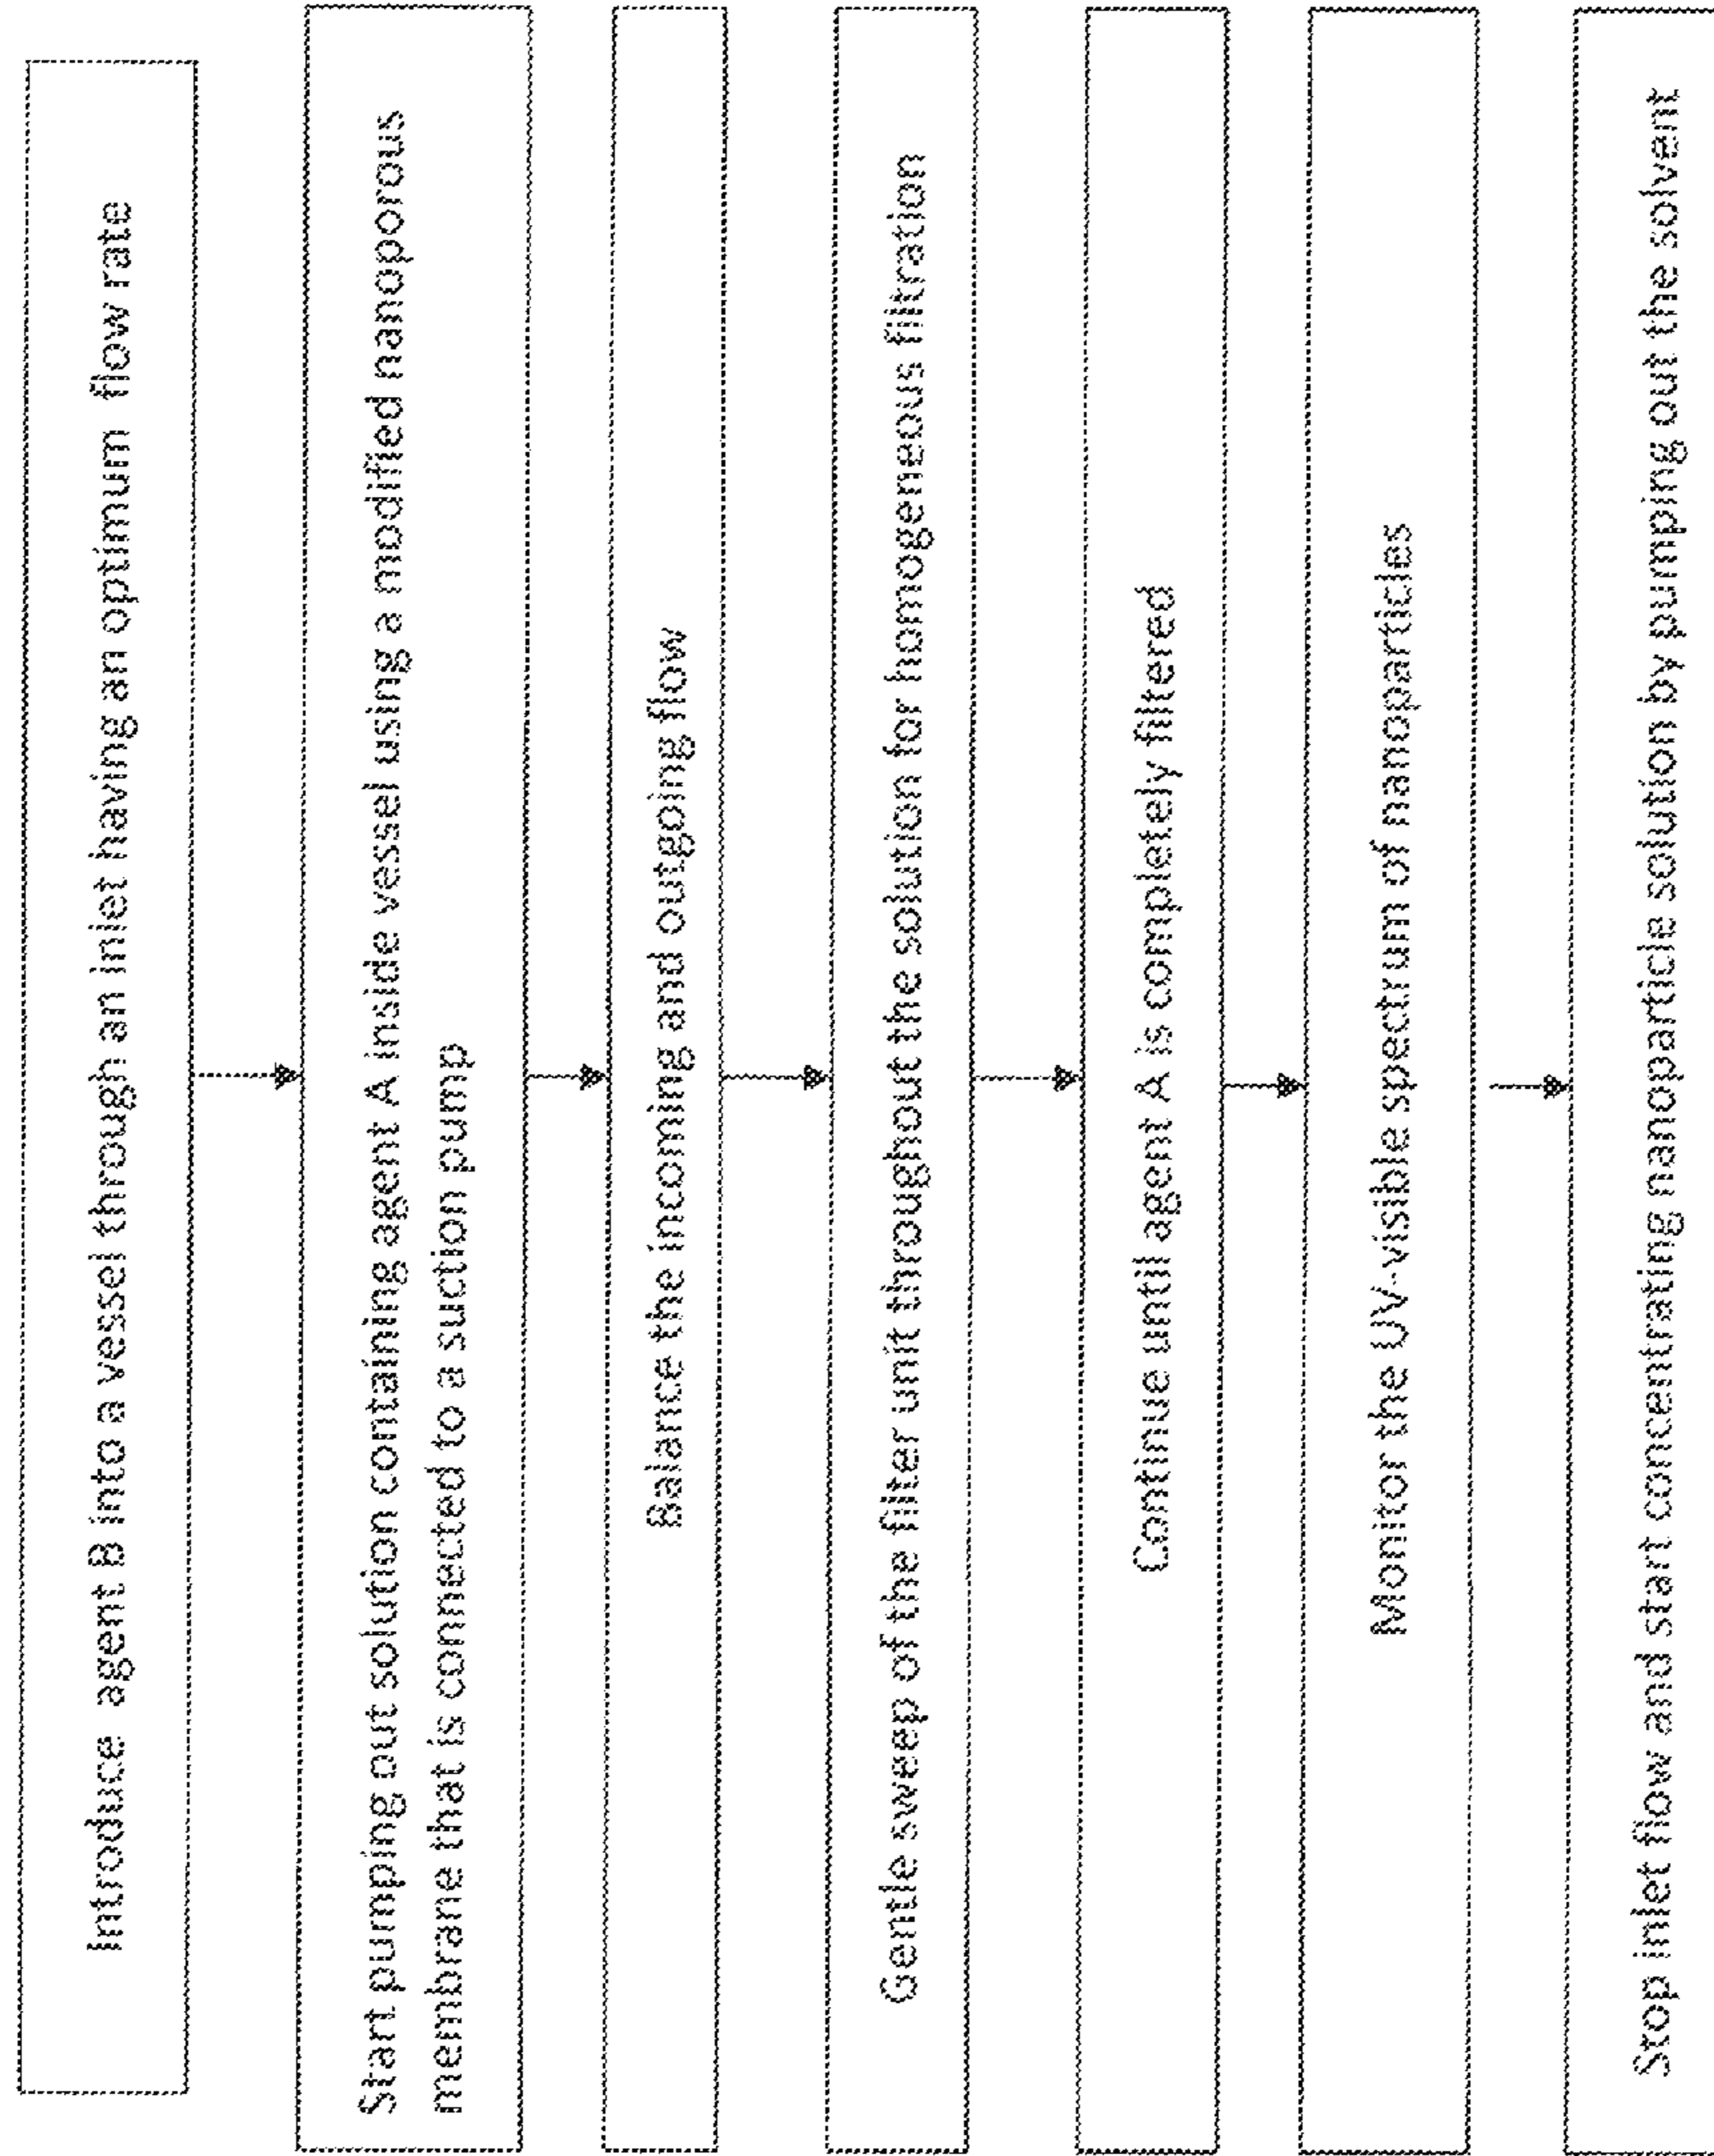 Introduce agent B into a vessel through an inlet having an optimum flow rate
Start pumping out solution containing agent A inside vessel using a modified nanoporous
membrane that is connected to a suction pump
Balance the incoming and outgoing flow
Gentle sweep of the filter unit throughout the solution for homogeneous filtration
Continue until agent A is completely filtered
Monitor the UV-visible spectrum of nanoparticles
Stop inlet flow and start concentrating nanoparticle solution by pumping out the solvent